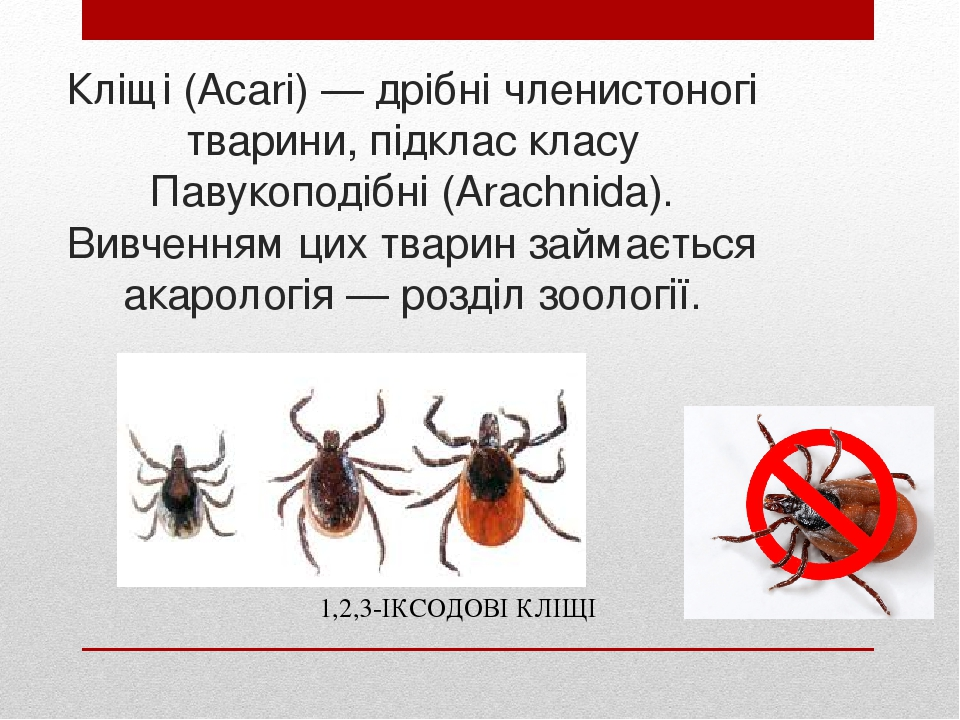 Кліщі (Acari) — дрібні членистоногі
тварини, підклас класу
Павукоподібні (Arachnida).
Вивченням цих тварин займається
акарологія — розділ зоології.
1,2,3-ІКСОДОВІ КЛІЩІ